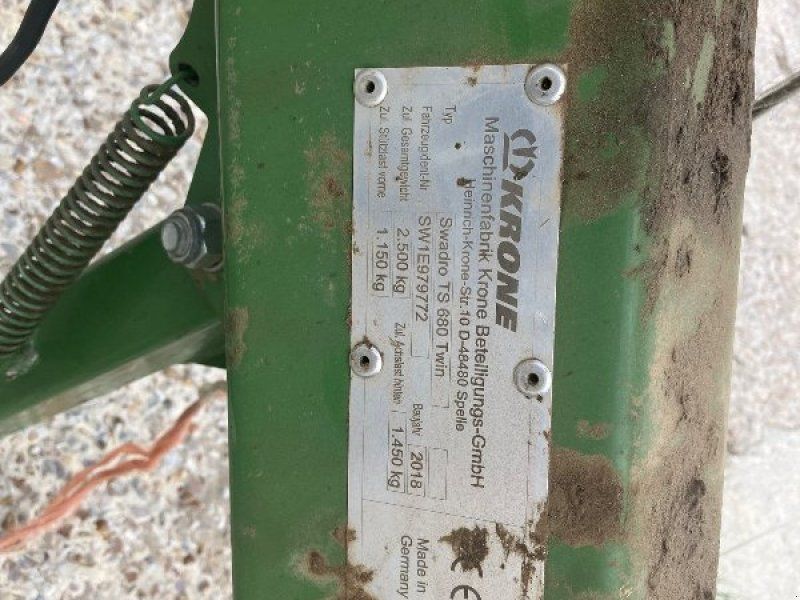 KRONE
Maschinenfabrik Krone Beteiligungs-GmbH
Heinrich-Krone-Str.10 D-48480 Spelle
Typ Swadro TS 680 Twin
Fahrzeugident-Nr. SW1E979772 Baujahr 2018
Zul. Gesamtgewicht 2.500 kg Zul. Achslast hinten 1.450 kg
Zul. Stützlast vorne 1.150 kg
CE
Made in
Germany